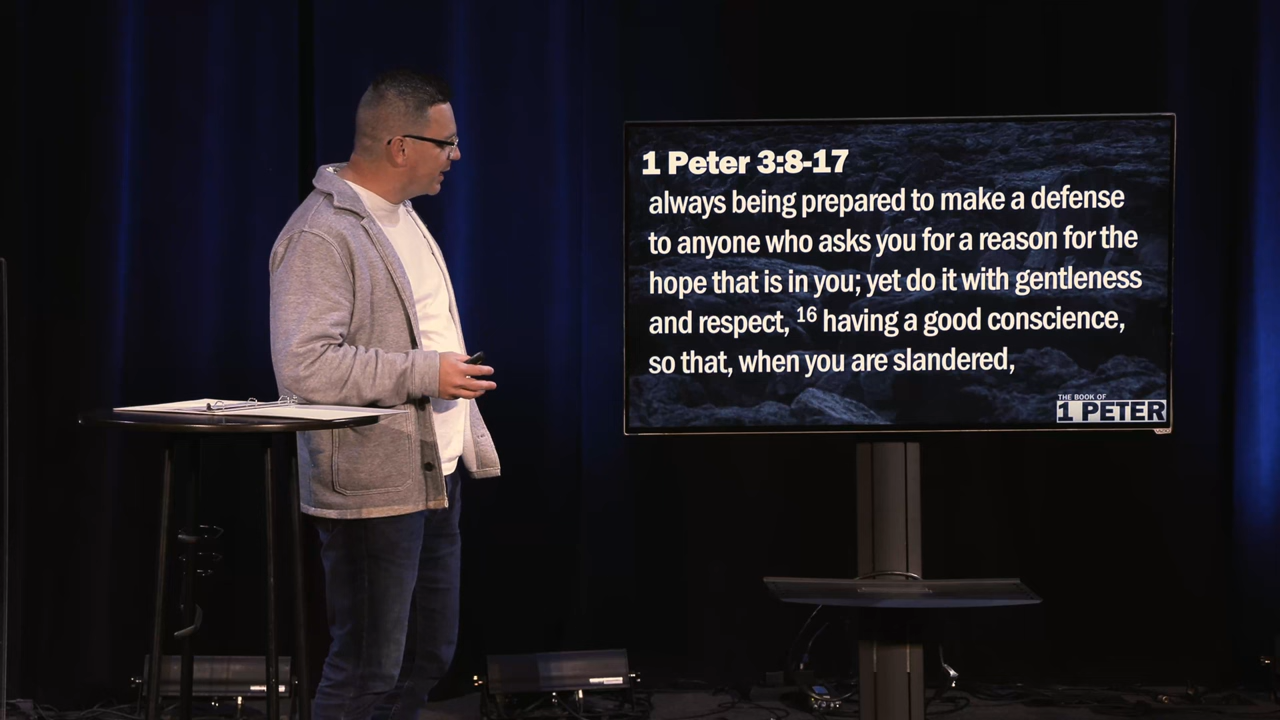 1 Peter 3:8-17
always being prepared to make a defense
to anyone who asks you for a reason for the
hope that is in you; yet do it with gentleness
and respect, 16 having a good conscience,
so that, when you are slandered,
THE BOOK OF
1 PETER